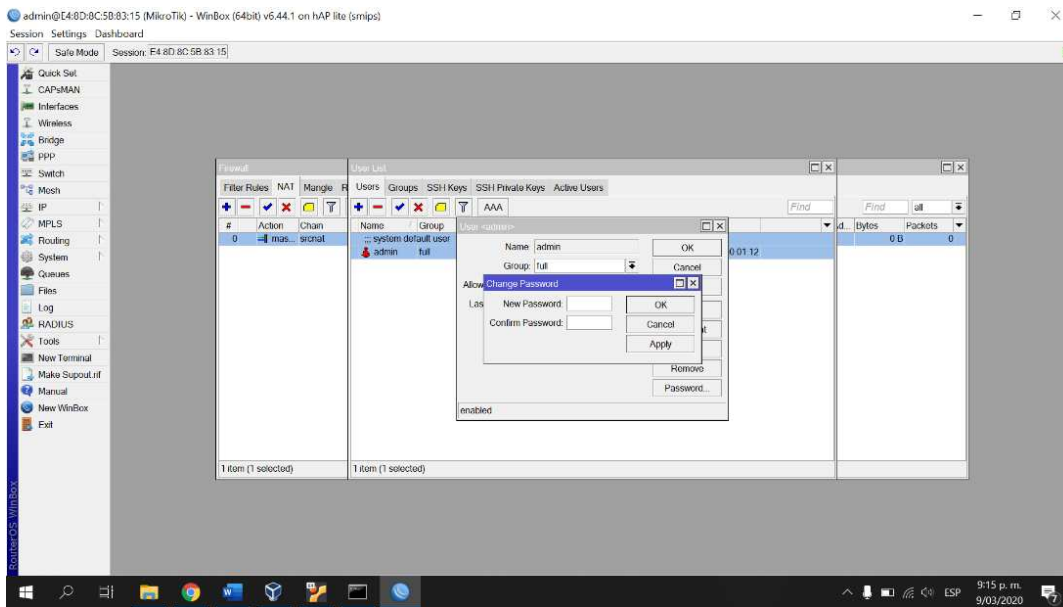 admin@E4:8D:8C:5B:83:15 (MikroTik) - WinBox (64bit) v6.44.1 on hAP lite (smips)
Session Settings Dashboard
Safe Mode Session: E4:8D:8C:5B:83:15
Quick Set
CAPsMAN
Interfaces
Wireless
Bridge
PPP
Switch
Mesh
IP
MPLS
Routing
System
Queues
Files
Log
RADIUS
Tools
New Terminal
Make Supout.rif
Manual
New WinBox
Exit
RouterOS WinBox
Firewall
Filter Rules NAT Mangle R
# Action Chain
0 mas... srcnat
1 item (1 selected)
User List
Users Groups SSH Keys SSH Private Keys Active Users
AAA
Find
Name Group
;;; system default user
admin full
0 01 12
1 item (1 selected)
Find all
d... Bytes Packets
0 B 0
User <admin>
Name: admin
Group: full
Allow
Las
OK
Cancel
Remove
Password...
enabled
Change Password
New Password:
Confirm Password:
OK
Cancel
Apply
ESP
9:15 p. m.
9/03/2020